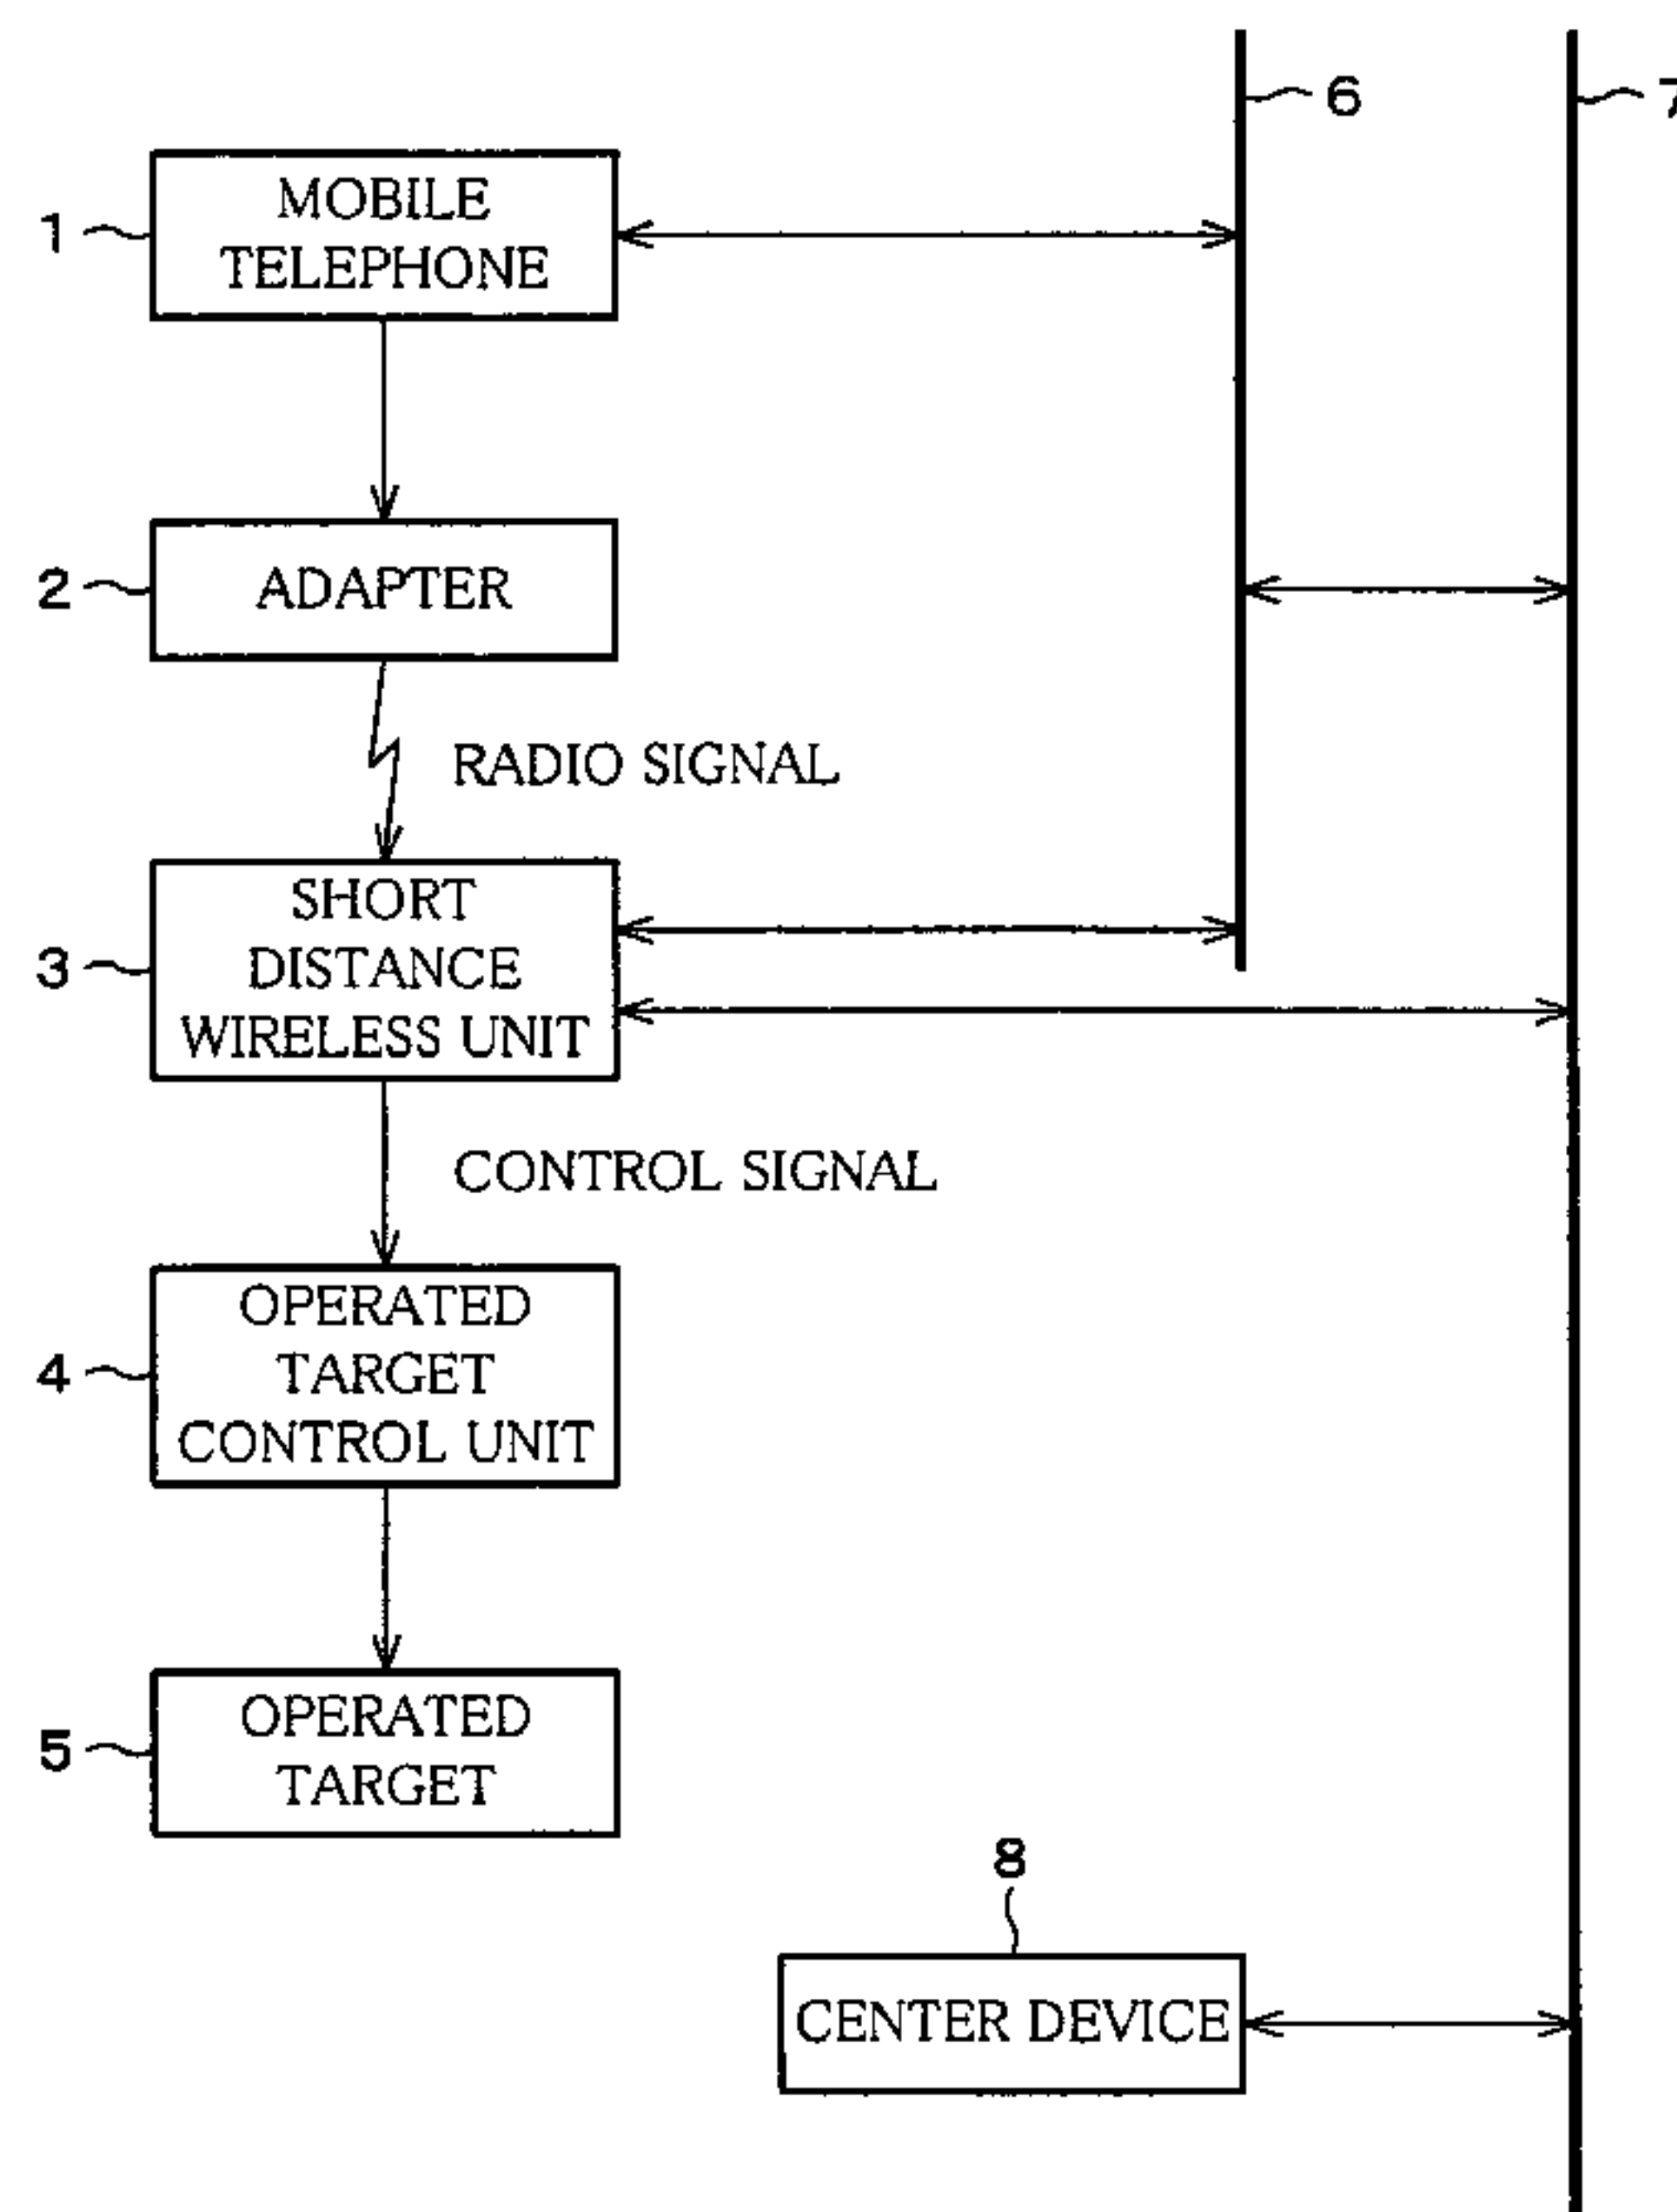 6
7
1
MOBILE
TELEPHONE
2
ADAPTER
RADIO SIGNAL
3
SHORT
DISTANCE
WIRELESS UNIT
CONTROL SIGNAL
4
OPERATED
TARGET
CONTROL UNIT
5
OPERATED
TARGET
8
CENTER DEVICE